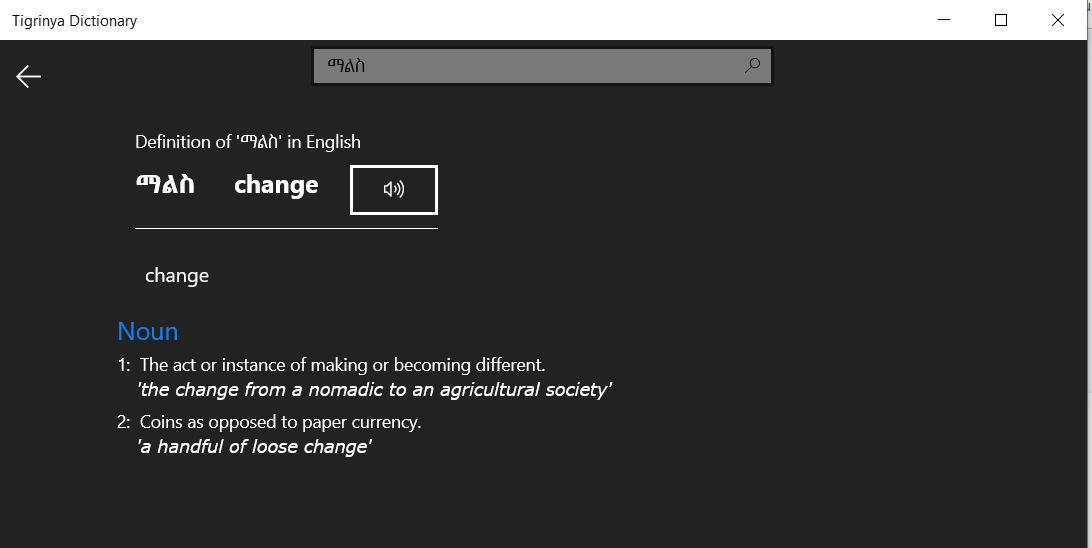 Tigrinya Dictionary
ማልስ
Definition of 'ማልስ' in English
ማልስ change
change
Noun
1: The act or instance of making or becoming different.
'the change from a nomadic to an agricultural society'
2: Coins as opposed to paper currency.
'a handful of loose change'